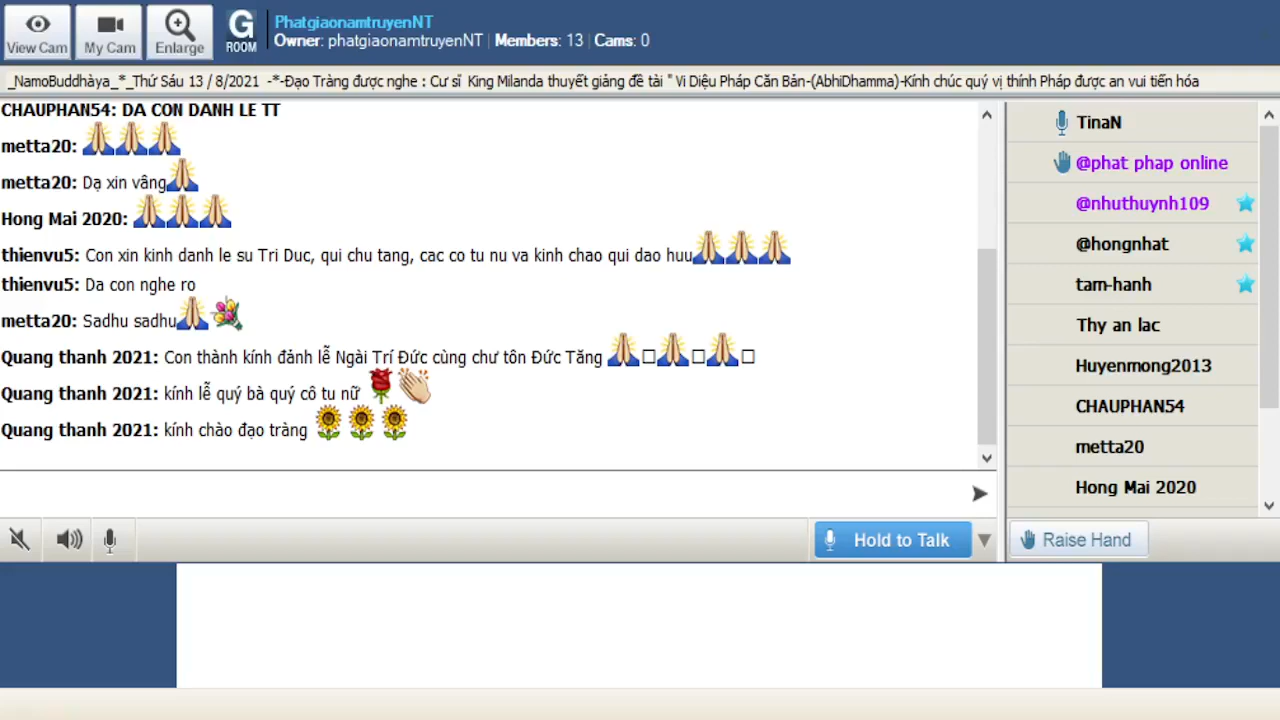 View Cam
My Cam
Enlarge
G
ROOM
PhatgiaonamtruyenNT
Owner: phatgiaonamtruyenNT | Members: 13 | Cams: 0
_NamoBuddhàya_*_Thứ Sáu 13 / 8/2021 -*-Đạo Tràng được nghe : Cư sĩ King Milanda thuyết giảng đề tài " Vi Diệu Pháp Căn Bản-(AbhiDhamma)-Kính chúc quý vị thính Pháp được an vui tiến hóa
CHAUPHAN54: DA CON DANH LE TT
metta20:
metta20: Dạ xin vâng
Hong Mai 2020:
thienvu5: Con xin kinh danh le su Tri Duc, qui chu tang, cac co tu nu va kinh chao qui dao huu
thienvu5: Da con nghe ro
metta20: Sadhu sadhu
Quang thanh 2021: Con thành kính đảnh lễ Ngài Trí Đức cùng chư tôn Đức Tăng
Quang thanh 2021: kính lễ quý bà quý cô tu nữ
Quang thanh 2021: kính chào đạo tràng
TinaN
@phat phap online
@nhuthuynh109
@hongnhat
tam-hanh
Thy an lac
Huyenmong2013
CHAUPHAN54
metta20
Hong Mai 2020
Hold to Talk
Raise Hand